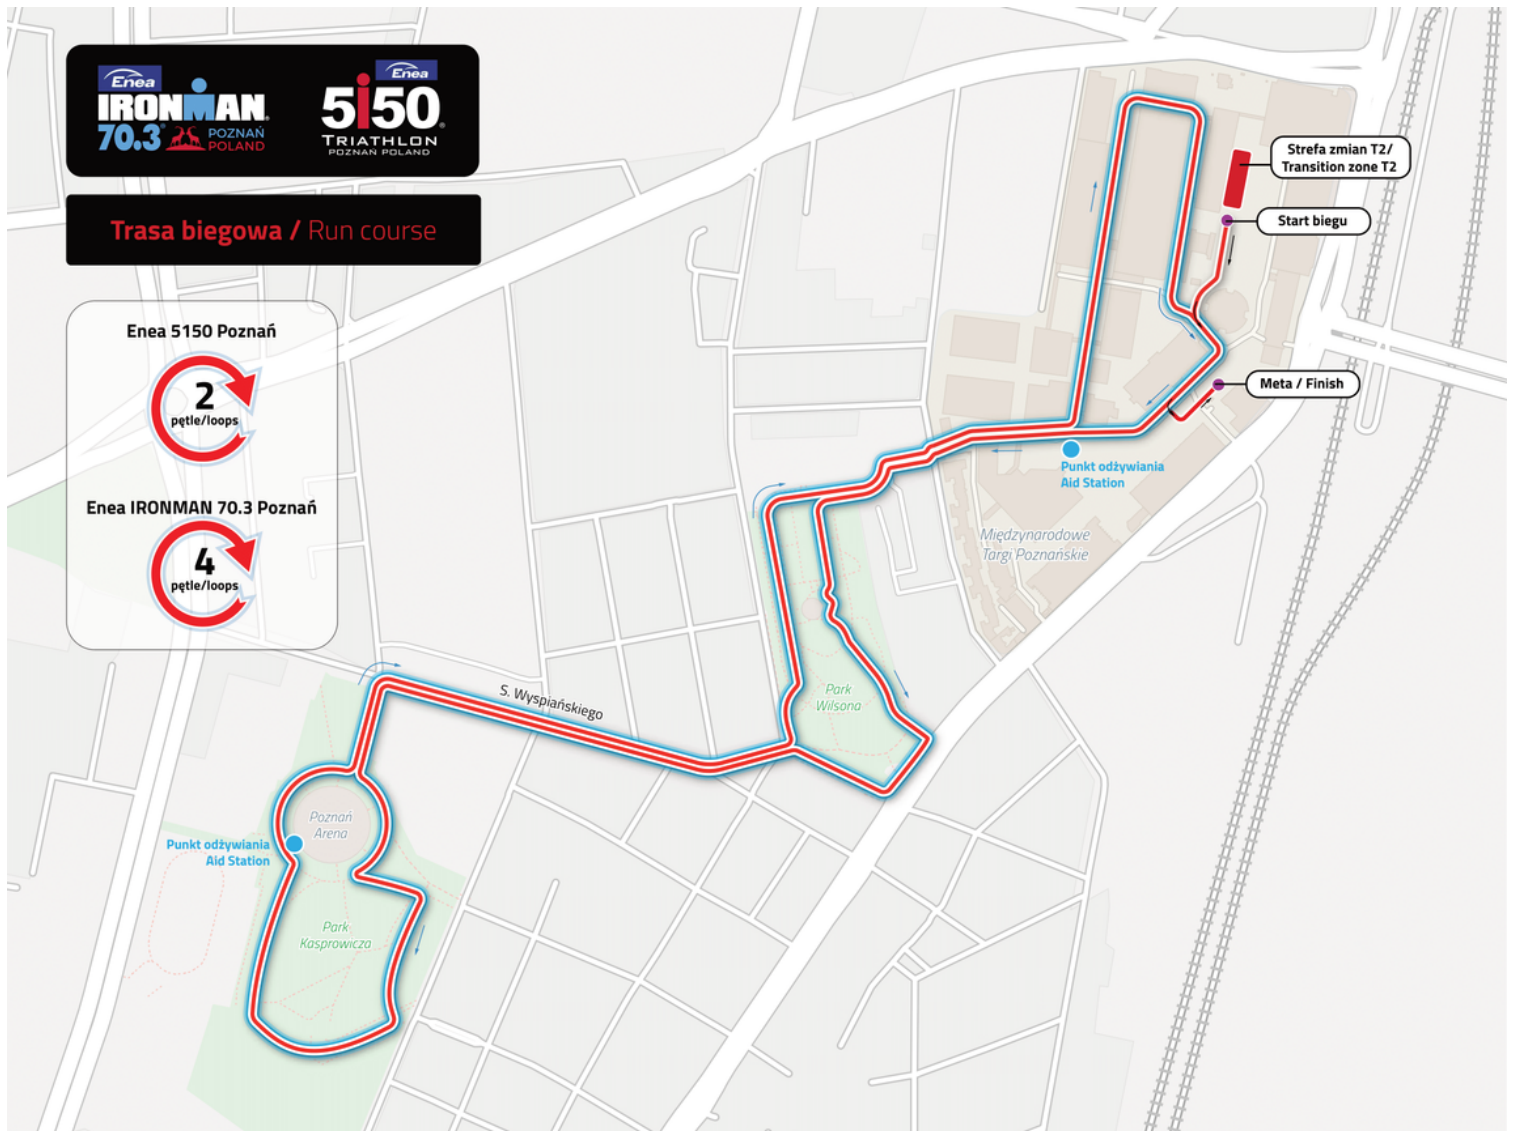 Enea
IRONMAN
70.3 POZNAŃ
POLAND
Enea
5150
TRIATHLON
POZNAŃ POLAND
Trasa biegowa / Run course
Enea 5150 Poznań
2
pętle/loops
Enea IRONMAN 70.3 Poznań
4
pętle/loops
Strefa zmian T2/
Transition zone T2
Start biegu
Meta / Finish
Punkt odżywiania
Aid Station
Międzynarodowe
Targi Poznańskie
Park
Wilsona
S. Wyspiańskiego
Poznań
Arena
Punkt odżywiania
Aid Station
Park
Kasprowicza